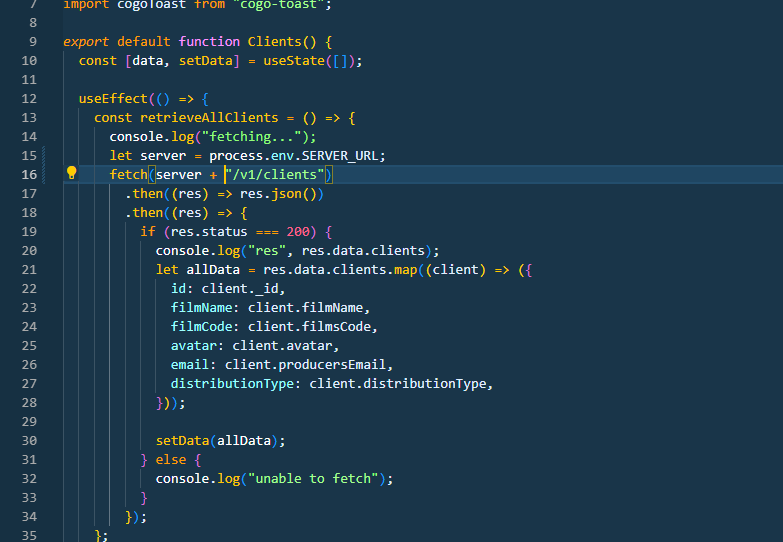 7 import cogoToast from "cogo-toast";
8
9 export default function Clients() {
10 const [data, setData] = useState([]);
11
12 useEffect(() => {
13 const retrieveAllClients = () => {
14 console.log("fetching...");
15 let server = process.env.SERVER_URL;
16 fetch(server + "/v1/clients")
17 .then((res) => res.json())
18 .then((res) => {
19 if (res.status === 200) {
20 console.log("res", res.data.clients);
21 let allData = res.data.clients.map((client) => ({
22 id: client._id,
23 filmName: client.filmName,
24 filmCode: client.filmsCode,
25 avatar: client.avatar,
26 email: client.producersEmail,
27 distributionType: client.distributionType,
28 }));
29
30 setData(allData);
31 } else {
32 console.log("unable to fetch");
33 }
34 });
35 };